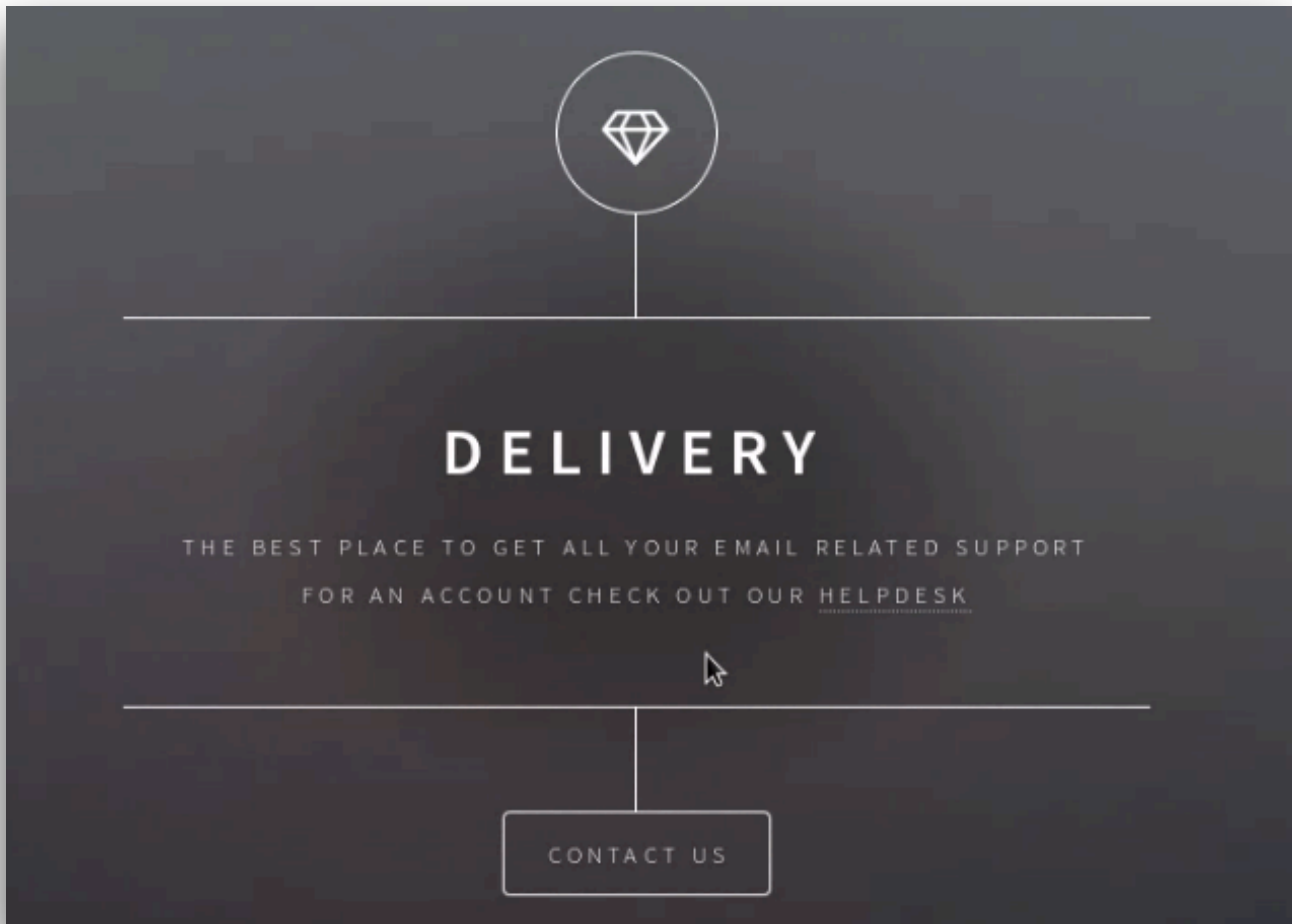 DELIVERY
THE BEST PLACE TO GET ALL YOUR EMAIL RELATED SUPPORT
FOR AN ACCOUNT CHECK OUT OUR HELPDESK
CONTACT US